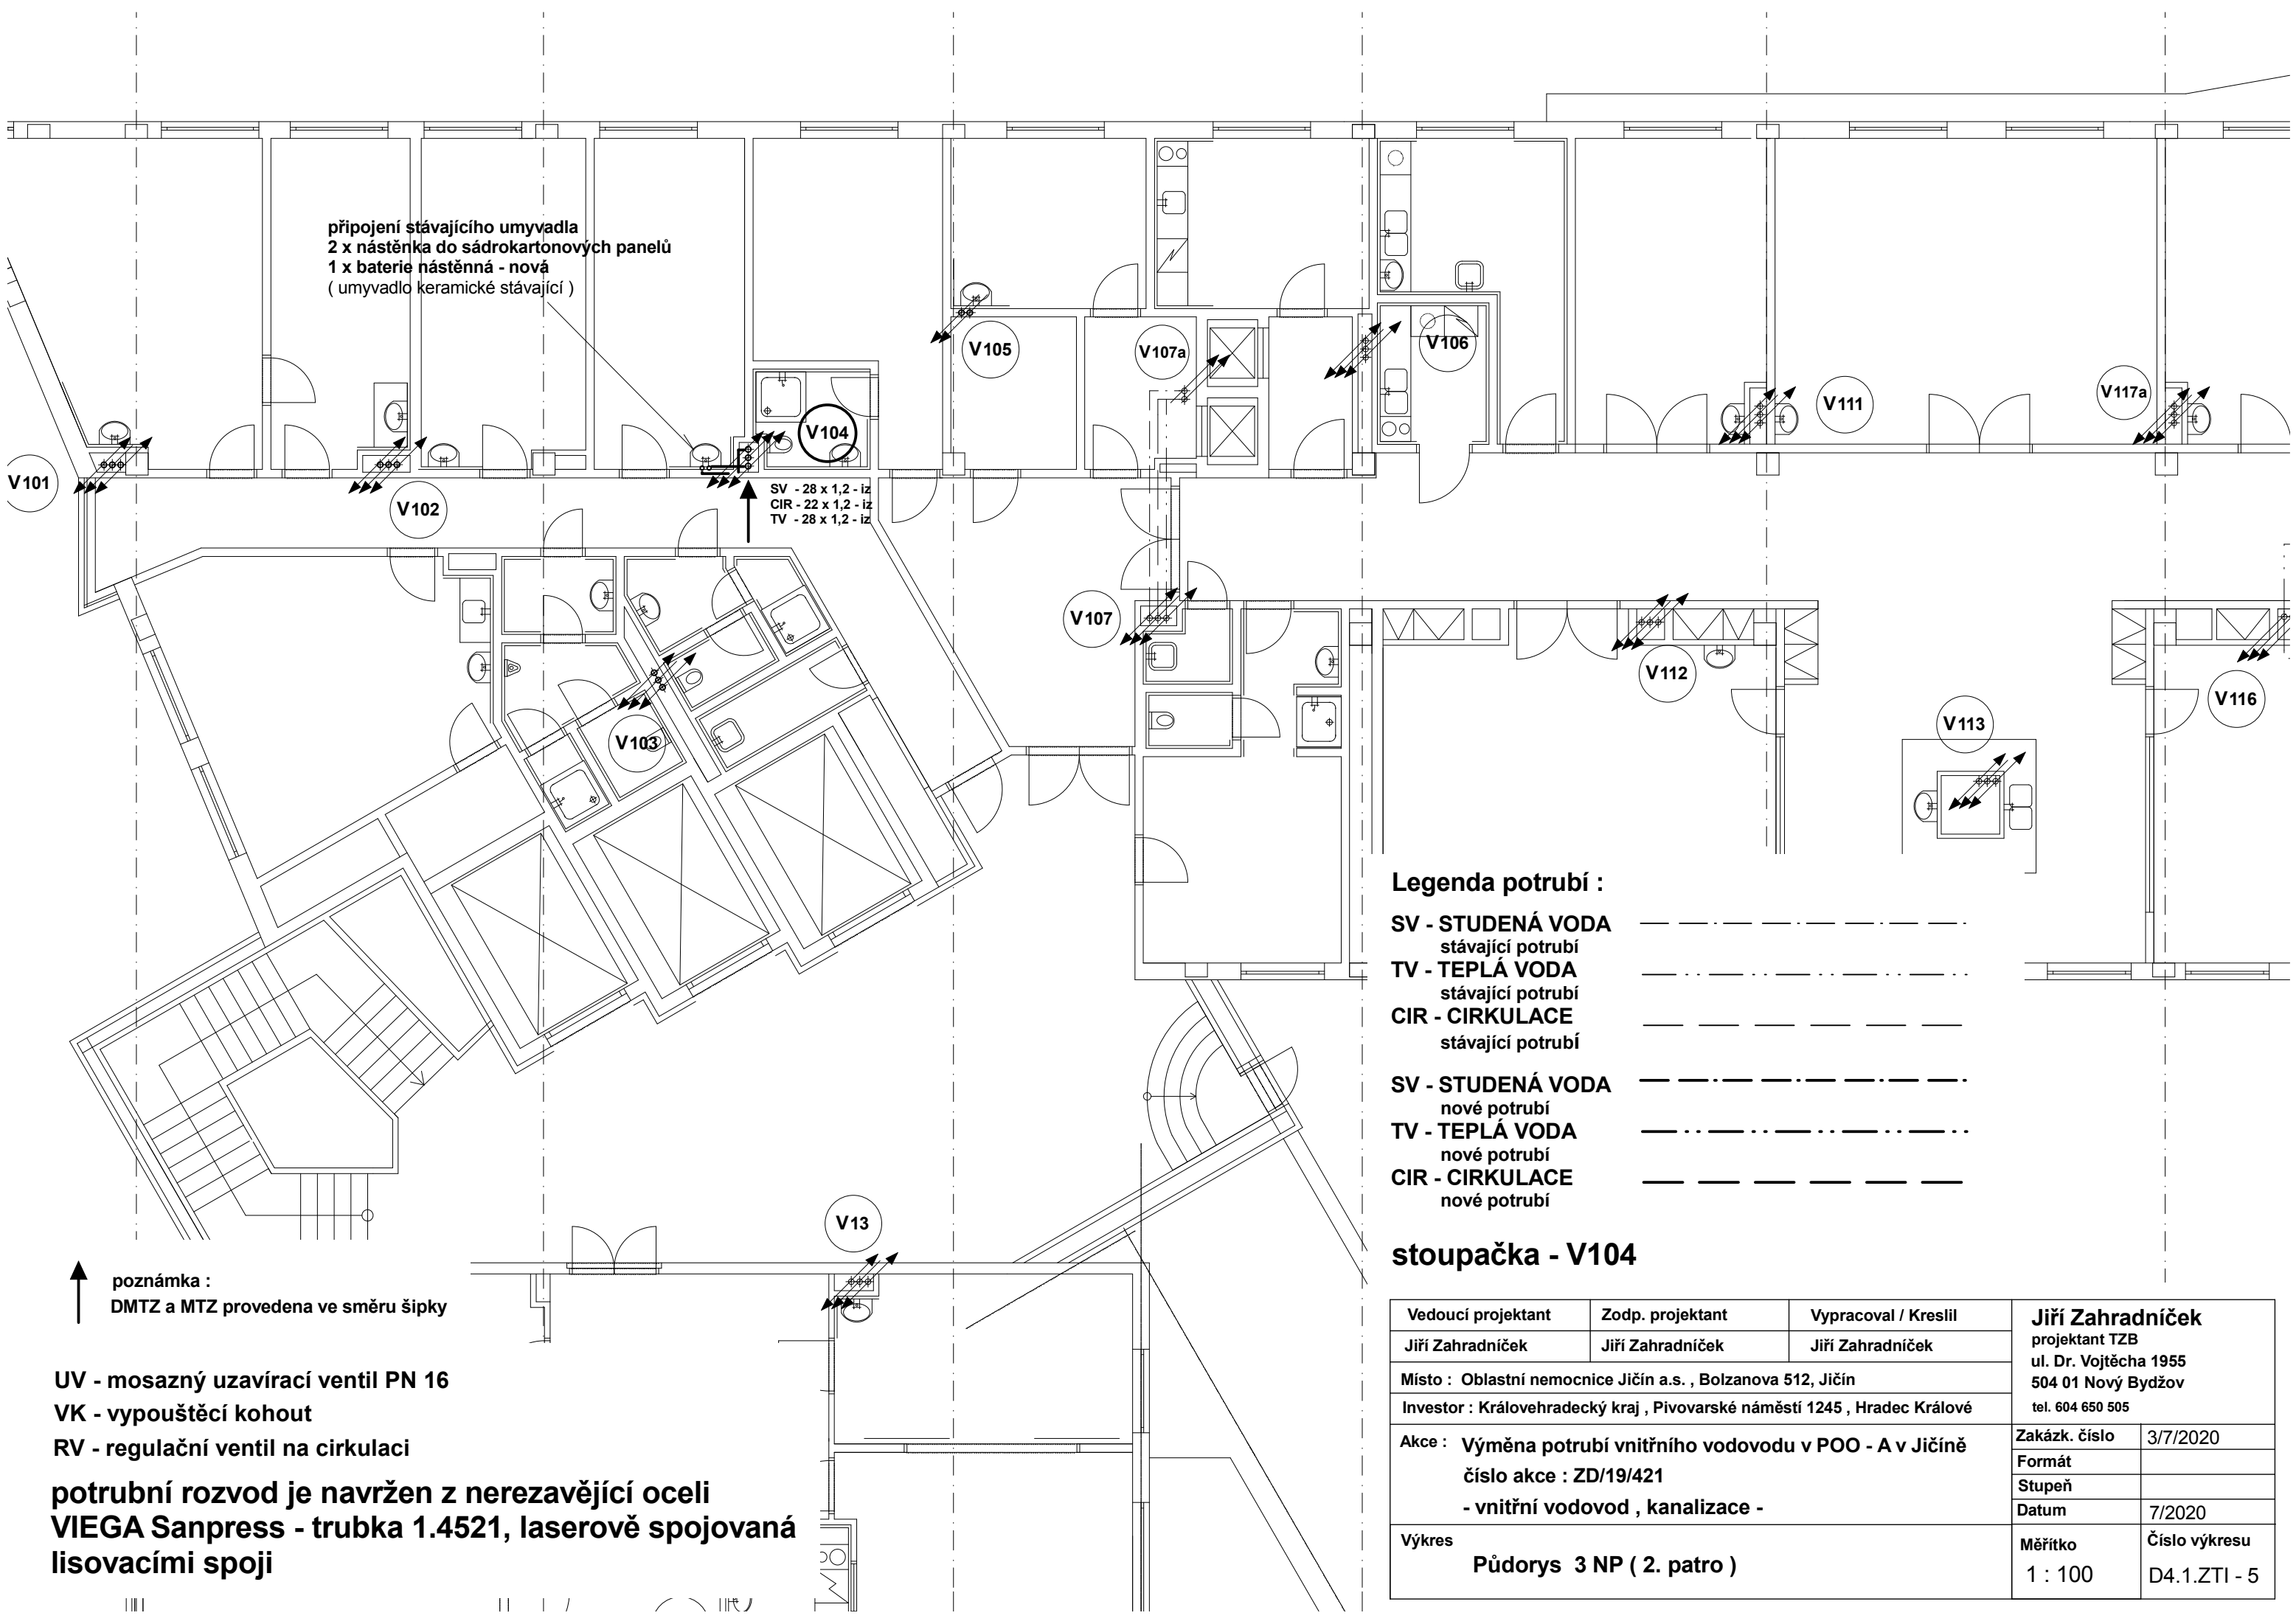 připojení stávajícího umyvadla
2 x nástěnka do sádrokartonových panelů
1 x baterie nástěnná - nová
( umyvadlo keramické stávající )
V105
V107a
V106
V111
V117a
V104
V101
V102
SV - 28 x 1,2 - iz
CIR - 22 x 1,2 - iz
TV - 28 x 1,2 - iz
V107
V112
V116
V103
V113
Legenda potrubí :
SV - STUDENÁ VODA
stávající potrubí
TV - TEPLÁ VODA
stávající potrubí
CIR - CIRKULACE
stávající potrubí
SV - STUDENÁ VODA
nové potrubí
TV - TEPLÁ VODA
nové potrubí
CIR - CIRKULACE
nové potrubí
V13
stoupačka - V104
poznámka :
DMTZ a MTZ provedena ve směru šipky
UV - mosazný uzavírací ventil PN 16
VK - vypouštěcí kohout
RV - regulační ventil na cirkulaci
potrubní rozvod je navržen z nerezavějící oceli
VIEGA Sanpress - trubka 1.4521, laserově spojovaná
lisovacími spoji
Vedoucí projektant
Zodp. projektant
Vypracoval / Kreslil
Jiří Zahradníček
Jiří Zahradníček
Jiří Zahradníček
Jiří Zahradníček
projektant TZB
ul. Dr. Vojtěcha 1955
504 01 Nový Bydžov
tel. 604 650 505
Místo : Oblastní nemocnice Jičín a.s. , Bolzanova 512, Jičín
Investor : Královehradecký kraj , Pivovarské náměstí 1245 , Hradec Králové
Akce : Výměna potrubí vnitřního vodovodu v POO - A v Jičíně
číslo akce : ZD/19/421
- vnitřní vodovod , kanalizace -
Zakázk. číslo 3/7/2020
Formát
Stupeň
Datum 7/2020
Výkres
Půdorys 3 NP ( 2. patro )
Měřítko
1 : 100
Číslo výkresu
D4.1.ZTI - 5